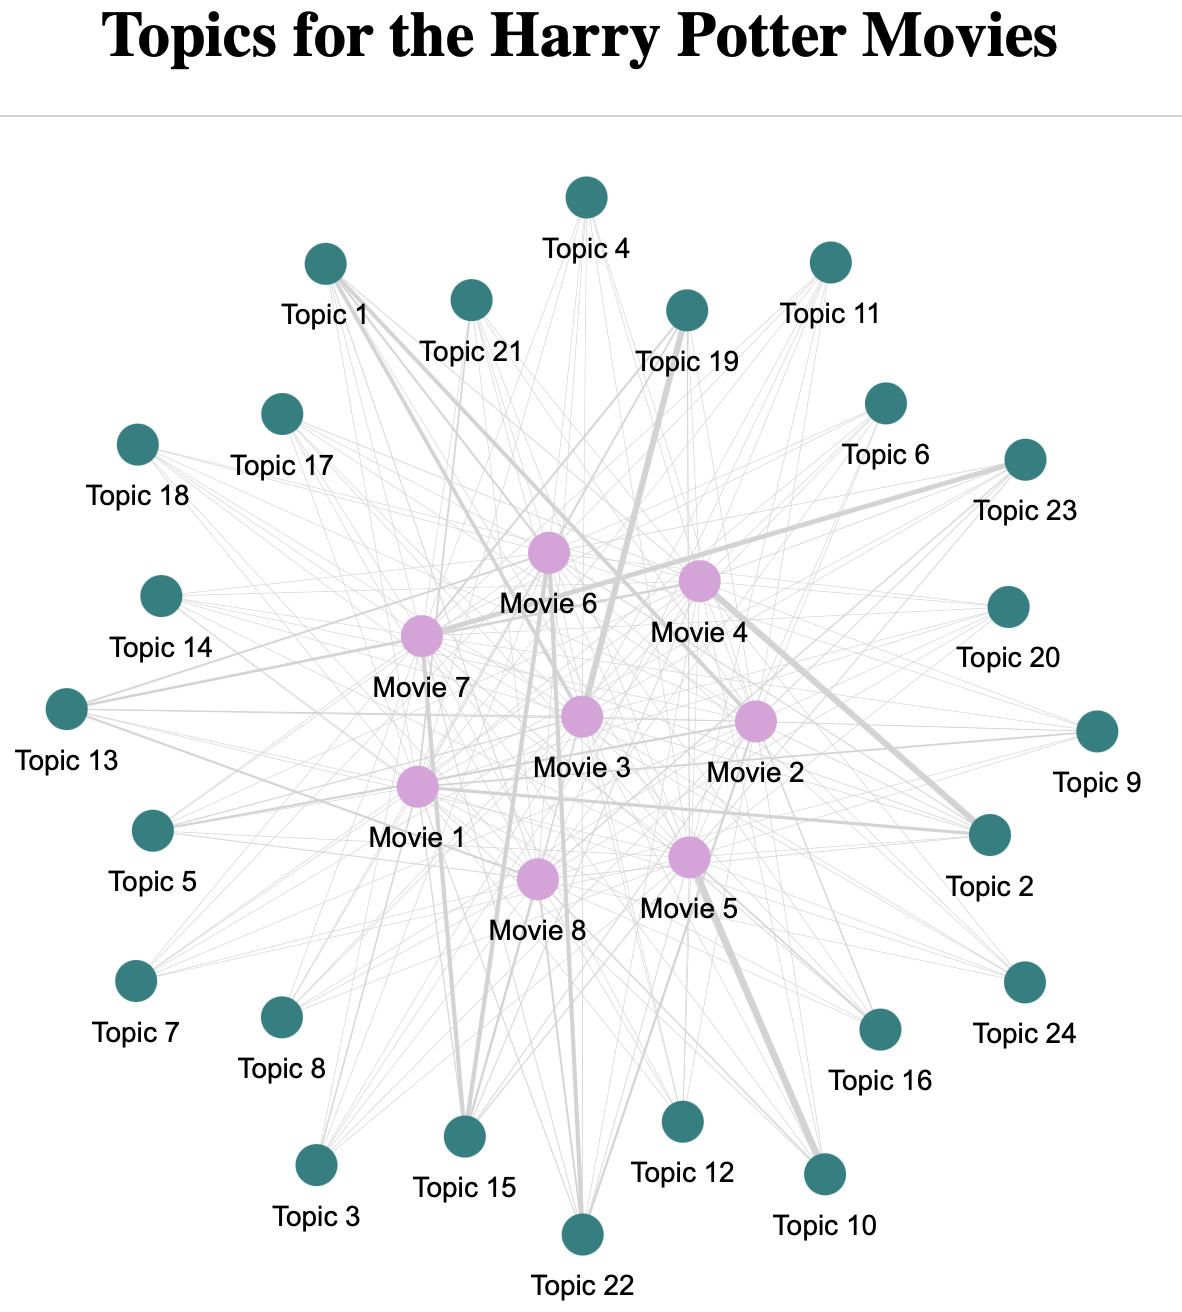 Topics for the Harry Potter Movies
Topic 4
Topic 1
Topic 11
Topic 21
Topic 19
Topic 6
Topic 17
Topic 18
Topic 23
Movie 6
Movie 4
Topic 14
Topic 20
Movie 7
Topic 13
Movie 3
Movie 2
Topic 9
Movie 1
Topic 5
Topic 2
Movie 5
Movie 8
Topic 7
Topic 24
Topic 8
Topic 16
Topic 12
Topic 15
Topic 3
Topic 10
Topic 22